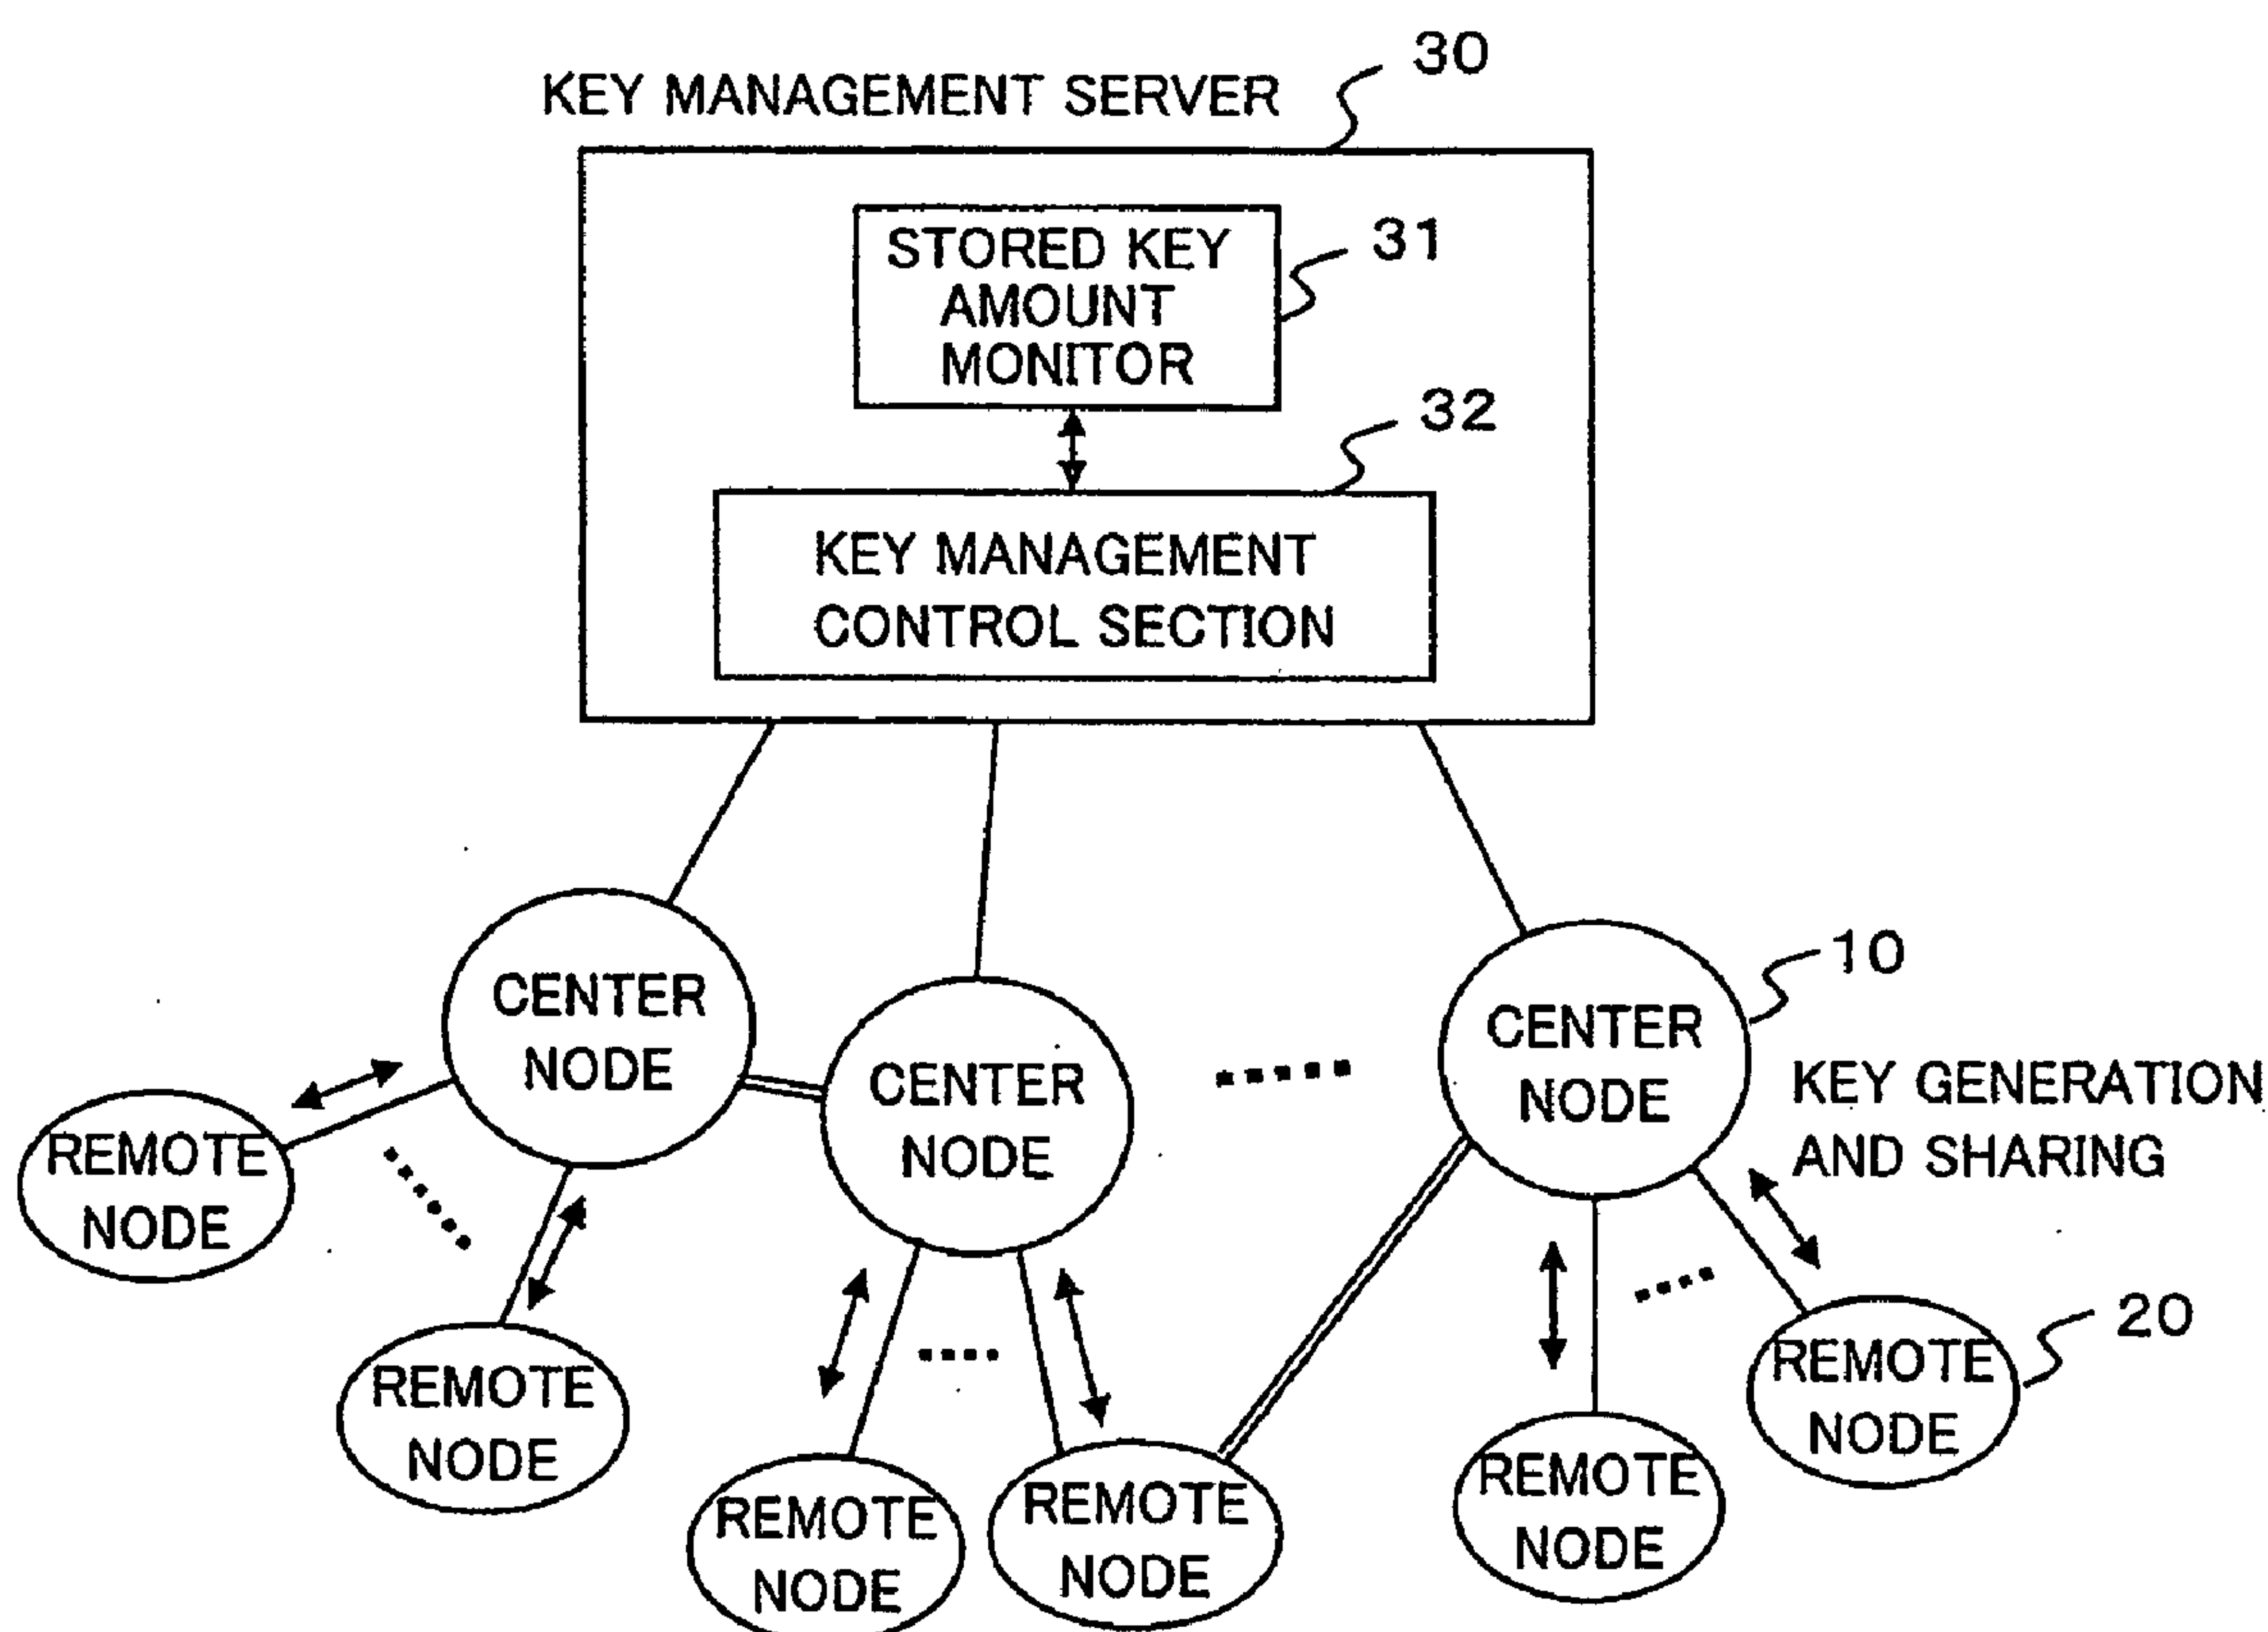 30
KEY MANAGEMENT SERVER
STORED KEY
AMOUNT
MONITOR
31
32
KEY MANAGEMENT
CONTROL SECTION
CENTER
NODE
CENTER
NODE
CENTER
NODE
10
KEY GENERATION
AND SHARING
REMOTE
NODE
REMOTE
NODE
REMOTE
NODE
REMOTE
NODE
REMOTE
NODE
REMOTE
NODE
20